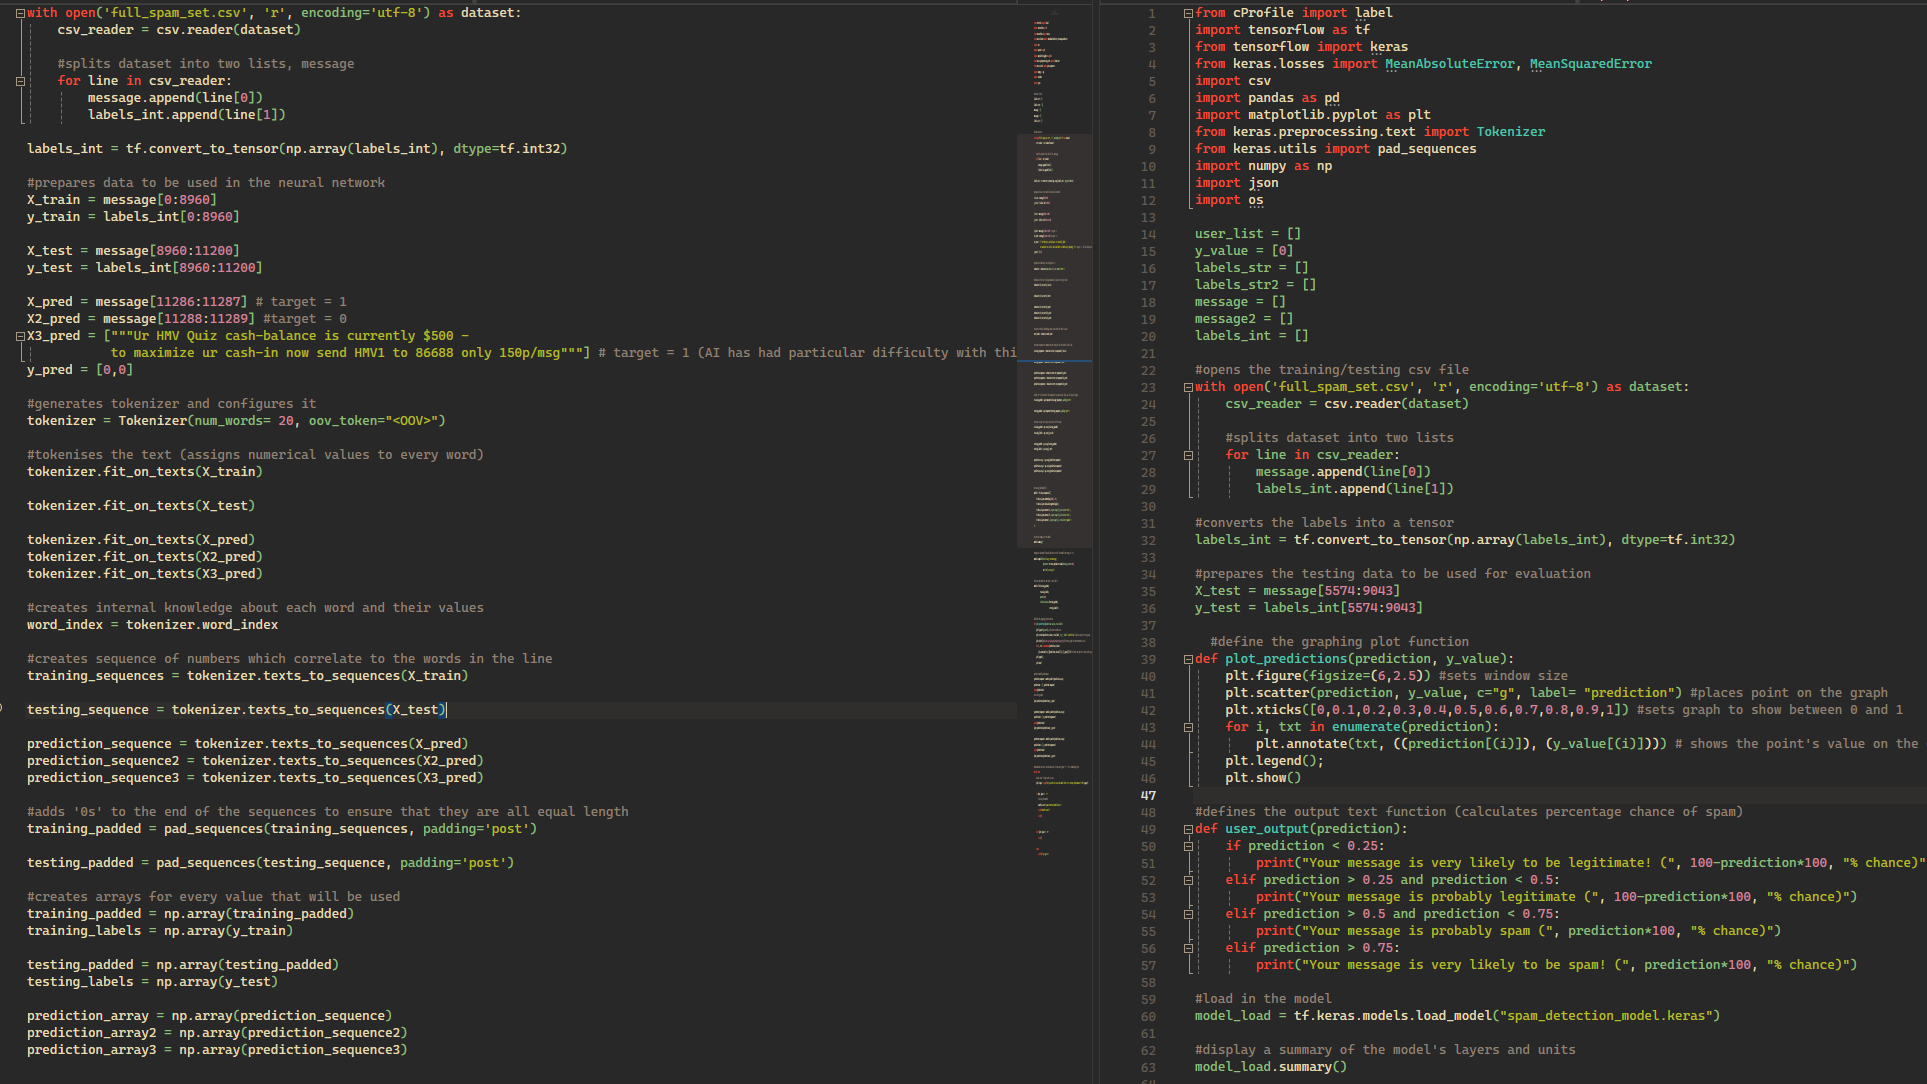 with open('full_spam_set.csv', 'r', encoding='utf-8') as dataset:
    csv_reader = csv.reader(dataset)
    #splits dataset into two lists, message
    for line in csv_reader:
        message.append(line[0])
        labels_int.append(line[1])
labels_int = tf.convert_to_tensor(np.array(labels_int), dtype=tf.int32)
#prepares data to be used in the neural network
X_train = message[0:8960]
y_train = labels_int[0:8960]
X_test = message[8960:11200]
y_test = labels_int[8960:11200]
X_pred = message[11286:11287] # target = 1
X2_pred = message[11288:11289] #target = 0
X3_pred = ["""Ur HMV Quiz cash-balance is currently $500 -
           to maximize ur cash-in now send HMV1 to 86688 only 150p/msg"""] # target = 1 (AI has had particular difficulty with thi
y_pred = [0,0]
#generates tokenizer and configures it
tokenizer = Tokenizer(num_words= 20, oov_token="<OOV>")
#tokenises the text (assigns numerical values to every word)
tokenizer.fit_on_texts(X_train)
tokenizer.fit_on_texts(X_test)
tokenizer.fit_on_texts(X_pred)
tokenizer.fit_on_texts(X2_pred)
tokenizer.fit_on_texts(X3_pred)
#creates internal knowledge about each word and their values
word_index = tokenizer.word_index
#creates sequence of numbers which correlate to the words in the line
training_sequences = tokenizer.texts_to_sequences(X_train)
testing_sequence = tokenizer.texts_to_sequences(X_test)
prediction_sequence = tokenizer.texts_to_sequences(X_pred)
prediction_sequence2 = tokenizer.texts_to_sequences(X2_pred)
prediction_sequence3 = tokenizer.texts_to_sequences(X3_pred)
#adds '0s' to the end of the sequences to ensure that they are all equal length
training_padded = pad_sequences(training_sequences, padding='post')
testing_padded = pad_sequences(testing_sequence, padding='post')
#creates arrays for every value that will be used
training_padded = np.array(training_padded)
training_labels = np.array(y_train)
testing_padded = np.array(testing_padded)
testing_labels = np.array(y_test)
prediction_array = np.array(prediction_sequence)
prediction_array2 = np.array(prediction_sequence2)
prediction_array3 = np.array(prediction_sequence3)
1 from cProfile import label
2 import tensorflow as tf
3 from tensorflow import keras
4 from keras.losses import MeanAbsoluteError, MeanSquaredError
5 import csv
6 import pandas as pd
7 import matplotlib.pyplot as plt
8 from keras.preprocessing.text import Tokenizer
9 from keras.utils import pad_sequences
10 import numpy as np
11 import json
12 import os
13
14 user_list = []
15 y_value = [0]
16 labels_str = []
17 labels_str2 = []
18 message = []
19 message2 = []
20 labels_int = []
21
22 #opens the training/testing csv file
23 with open('full_spam_set.csv', 'r', encoding='utf-8') as dataset:
24     csv_reader = csv.reader(dataset)
25
26     #splits dataset into two lists
27     for line in csv_reader:
28         message.append(line[0])
29         labels_int.append(line[1])
30
31 #converts the labels into a tensor
32 labels_int = tf.convert_to_tensor(np.array(labels_int), dtype=tf.int32)
33
34 #prepares the testing data to be used for evaluation
35 X_test = message[5574:9043]
36 y_test = labels_int[5574:9043]
37
38   #define the graphing plot function
39 def plot_predictions(prediction, y_value):
40     plt.figure(figsize=(6,2.5)) #sets window size
41     plt.scatter(prediction, y_value, c="g", label= "prediction") #places point on the graph
42     plt.xticks([0,0.1,0.2,0.3,0.4,0.5,0.6,0.7,0.8,0.9,1]) #sets graph to show between 0 and 1
43     for i, txt in enumerate(prediction):
44         plt.annotate(txt, ((prediction[(i)]), (y_value[(i)]))) # shows the point's value on the
45     plt.legend();
46     plt.show()
47
48 #defines the output text function (calculates percentage chance of spam)
49 def user_output(prediction):
50     if prediction < 0.25:
51         print("Your message is very likely to be legitimate! (", 100-prediction*100, "% chance)"
52     elif prediction > 0.25 and prediction < 0.5:
53         print("Your message is probably legitimate (", 100-prediction*100, "% chance)")
54     elif prediction > 0.5 and prediction < 0.75:
55         print("Your message is probably spam (", prediction*100, "% chance)")
56     elif prediction > 0.75:
57         print("Your message is very likely to be spam! (", prediction*100, "% chance)")
58
59 #load in the model
60 model_load = tf.keras.models.load_model("spam_detection_model.keras")
61
62 #display a summary of the model's layers and units
63 model_load.summary()